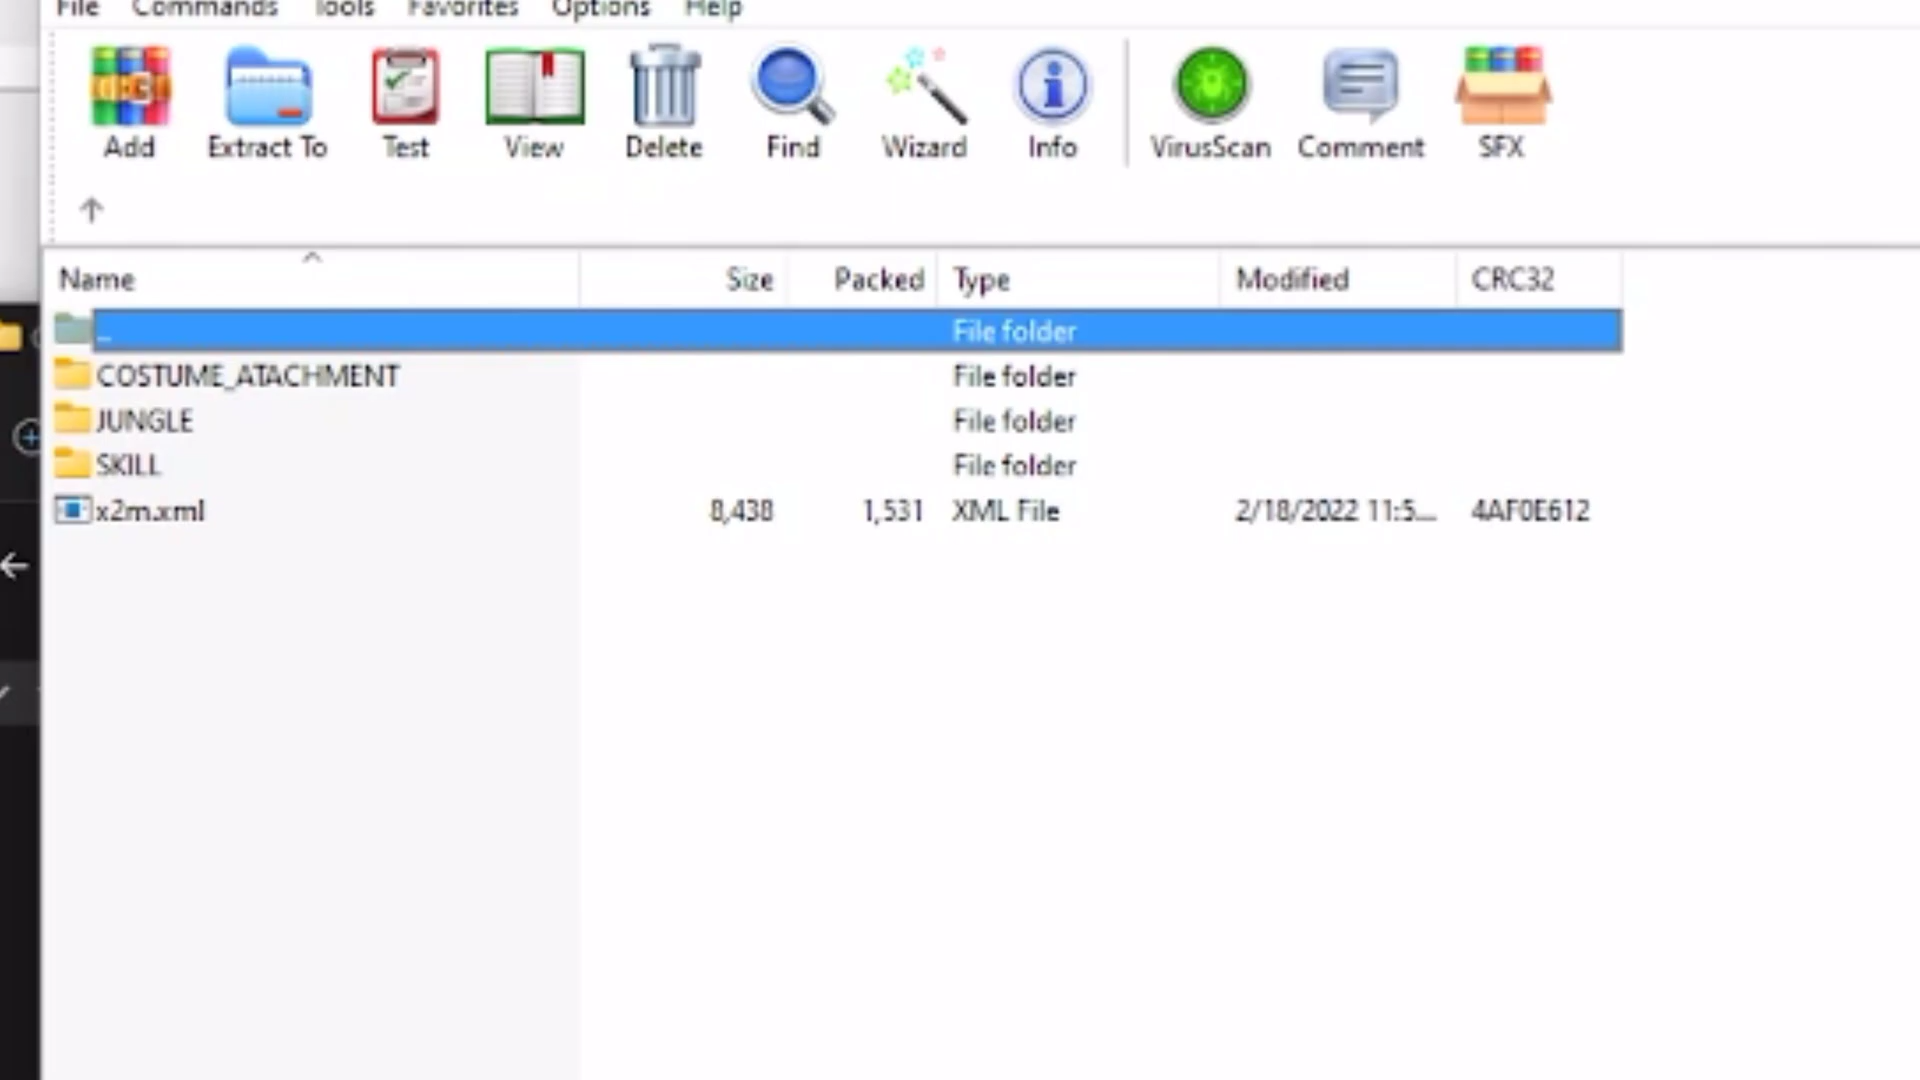 File Commands Tools Favorites Options Help
Add Extract To Test View Delete Find Wizard Info VirusScan Comment SFX
Name Size Packed Type Modified CRC32
.. File folder
COSTUME_ATACHMENT File folder
JUNGLE File folder
SKILL File folder
x2m.xml 8,438 1,531 XML File 2/18/2022 11:5... 4AF0E612